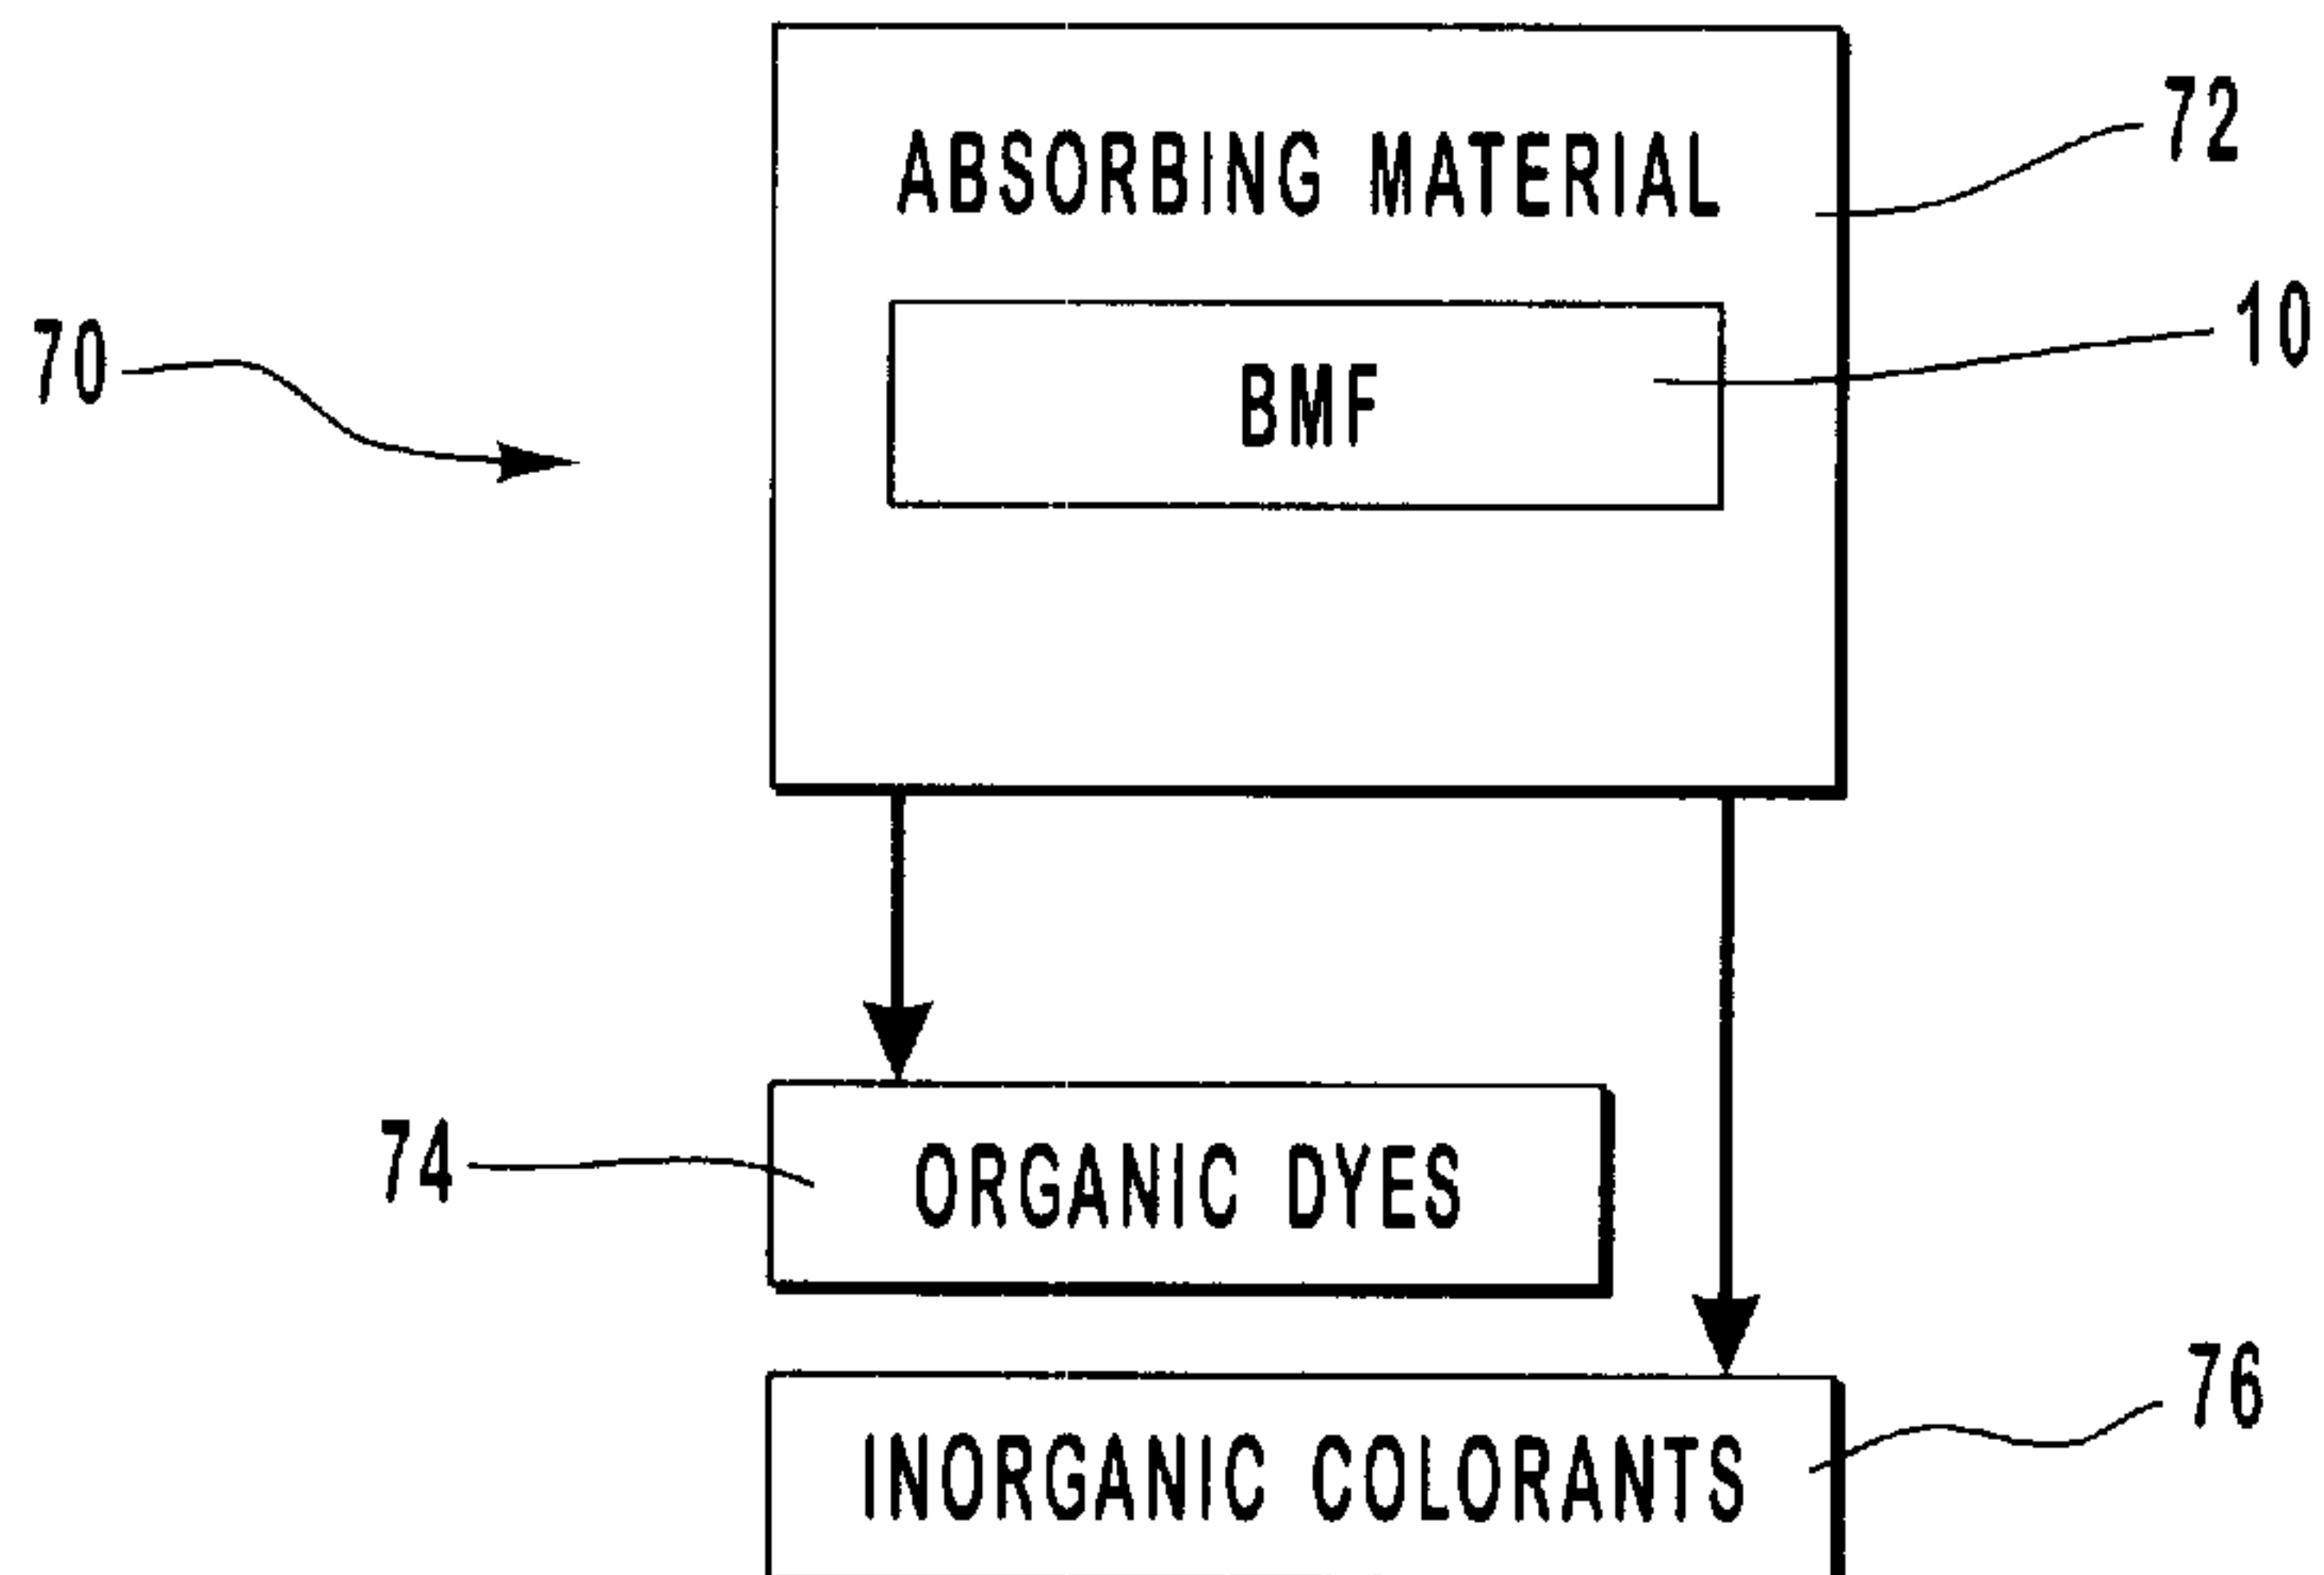 72
ABSORBING MATERIAL
10
70
BMF
74
ORGANIC DYES
76
INORGANIC COLORANTS